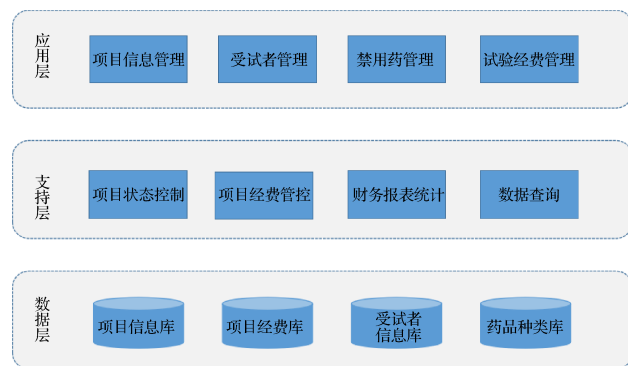 应用层
项目信息管理
受试者管理
禁用药管理
试验经费管理
支持层
项目状态控制
项目经费管控
财务报表统计
数据查询
数据层
项目信息库
项目经费库
受试者
信息库
药品种类库